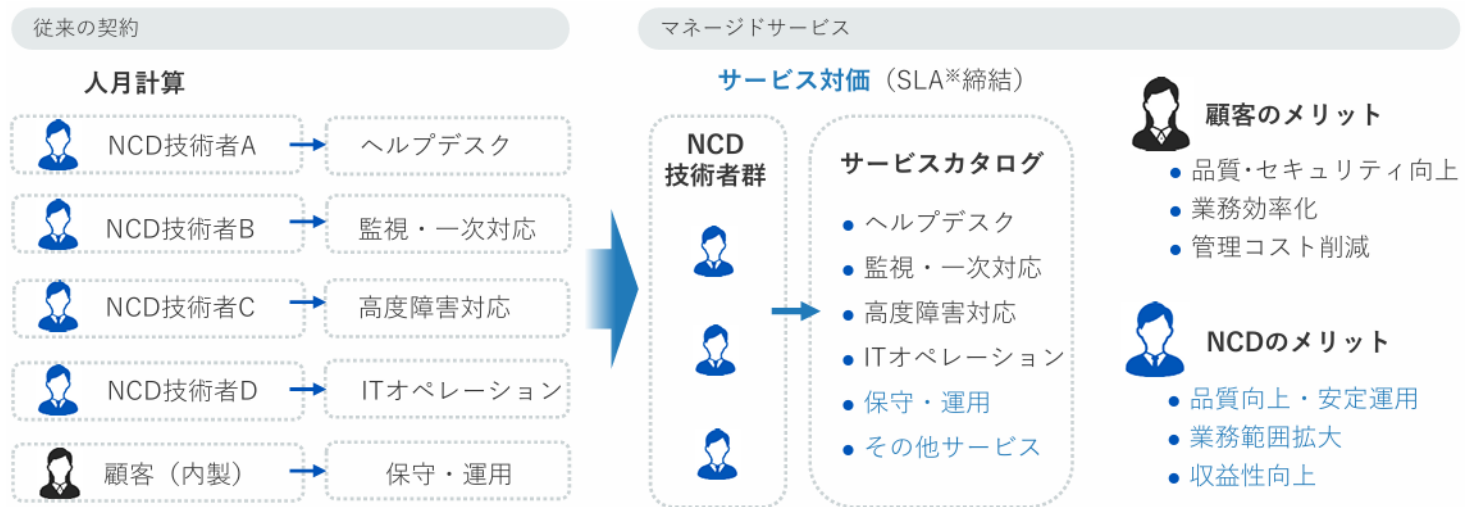 従来の契約
人月計算
NCD技術者A
ヘルプデスク
NCD技術者B
監視・一次対応
NCD技術者C
高度障害対応
NCD技術者D
ITオペレーション
顧客（内製）
保守・運用
マネージドサービス
サービス対価（SLA※締結）
NCD
技術者群
サービスカタログ
• ヘルプデスク
• 監視・一次対応
• 高度障害対応
• ITオペレーション
• 保守・運用
• その他サービス
顧客のメリット
• 品質・セキュリティ向上
• 業務効率化
• 管理コスト削減
NCDのメリット
• 品質向上・安定運用
• 業務範囲拡大
• 収益性向上